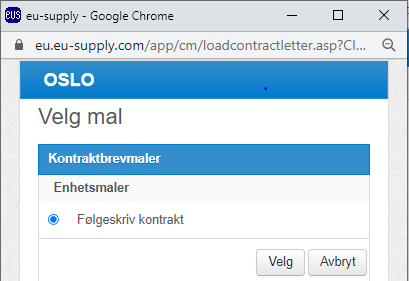 eu-supply - Google Chrome
eu.eu-supply.com/app/cm/loadcontractletter.asp?Cl...
OSLO
Velg mal
Kontraktbrevmaler
Enhetsmaler
Følgeskriv kontrakt
Velg Avbryt